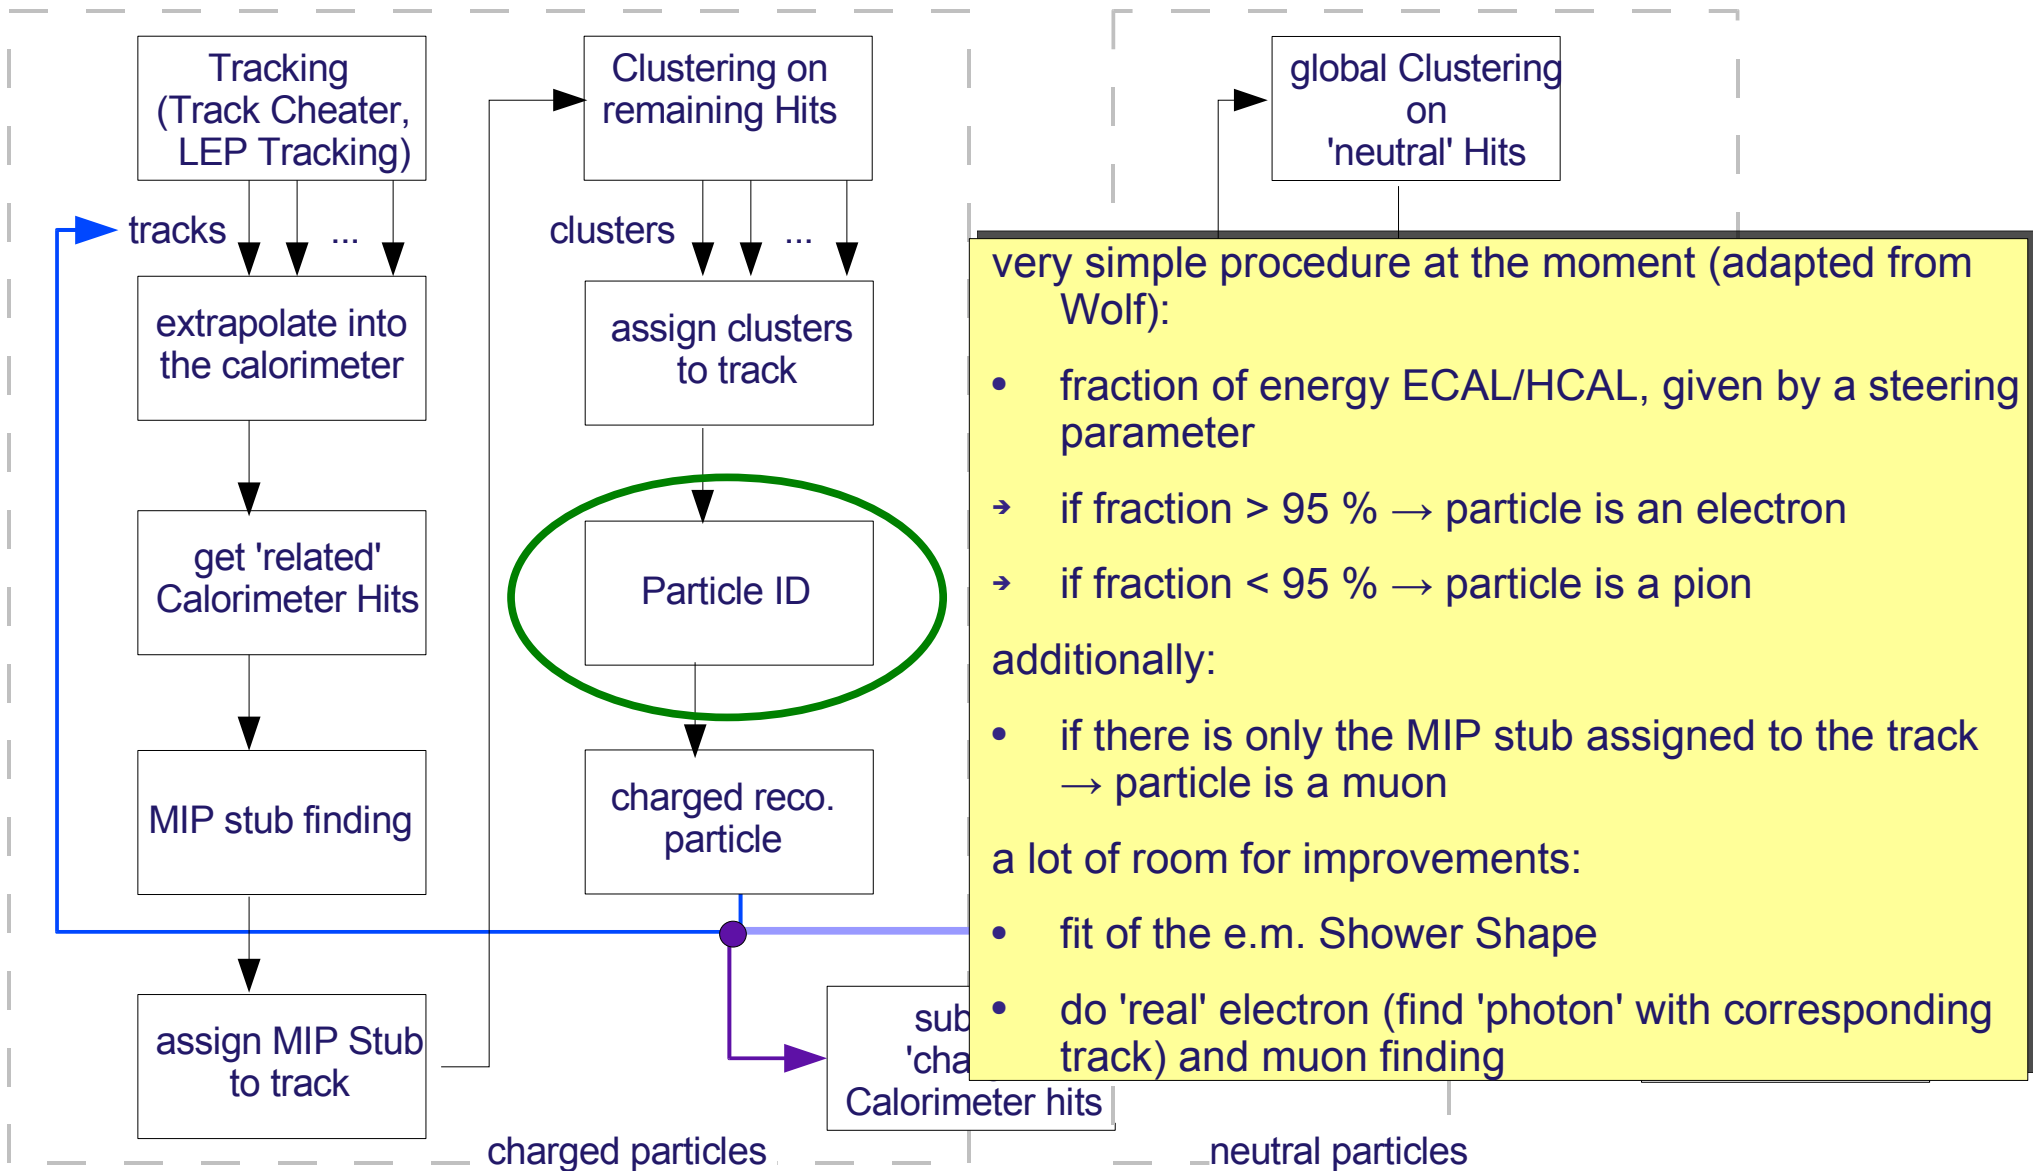 Tracking
(Track Cheater,
LEP Tracking)
tracks
...
extrapolate into
the calorimeter
get 'related'
Calorimeter Hits
MIP stub finding
assign MIP Stub
to track
Clustering on
remaining Hits
clusters
...
assign clusters
to track
Particle ID
charged reco.
particle
sub
'cha
Calorimeter hits
charged particles
global Clustering
on
'neutral' Hits
very simple procedure at the moment (adapted from
Wolf):
• fraction of energy ECAL/HCAL, given by a steering
parameter
➔ if fraction > 95 % → particle is an electron
➔ if fraction < 95 % → particle is a pion
additionally:
• if there is only the MIP stub assigned to the track
→ particle is a muon
a lot of room for improvements:
• fit of the e.m. Shower Shape
• do 'real' electron (find 'photon' with corresponding
track) and muon finding
neutral particles